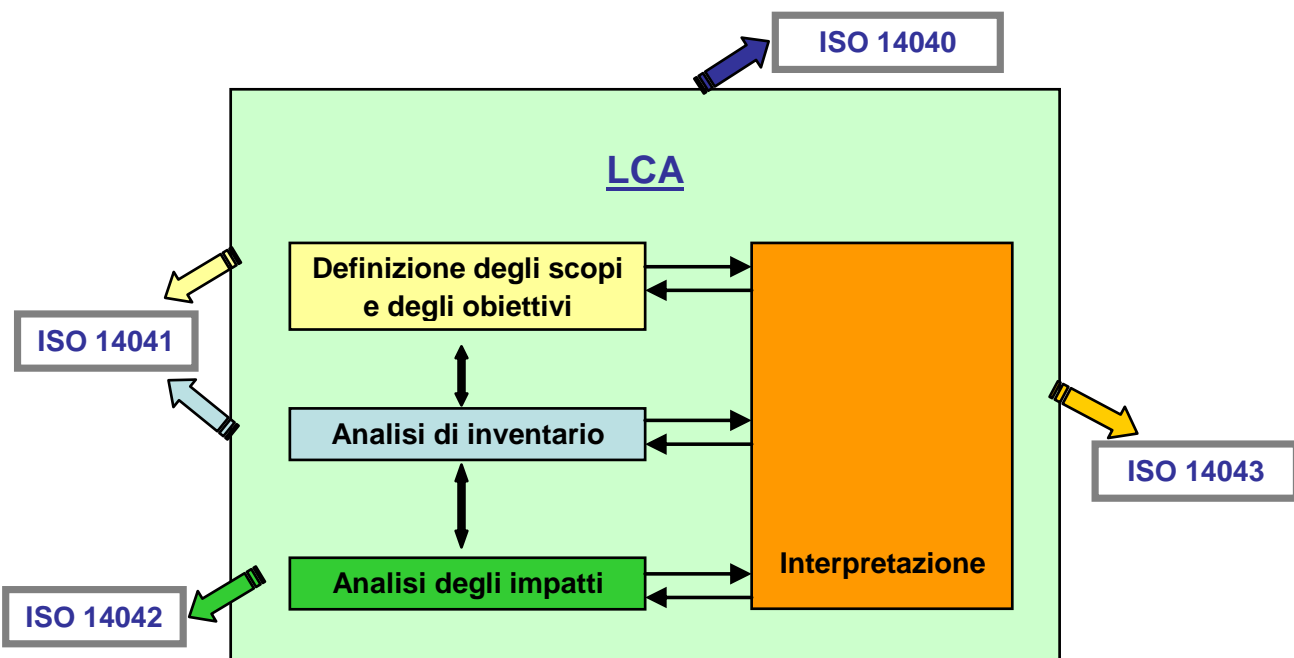 ISO 14040
LCA
Definizione degli scopi
e degli obiettivi
ISO 14041
Analisi di inventario
ISO 14043
Interpretazione
Analisi degli impatti
ISO 14042